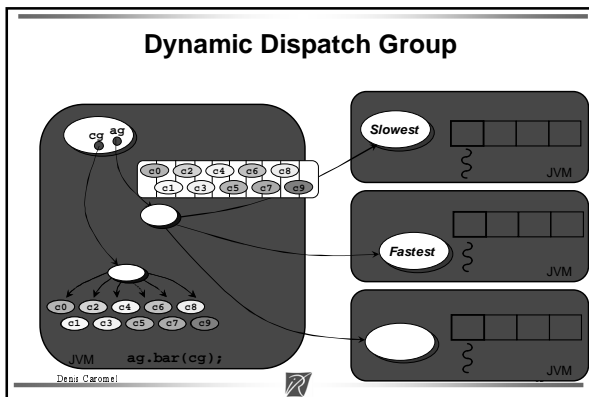 Dynamic Dispatch Group
cg ag
c0 c2 c4 c6 c8
c1 c3 c5 c7 c9
Slowest
JVM
Fastest
JVM
c0 c2 c4 c6 c8
c1 c3 c5 c7 c9
JVM
ag.bar(cg);
JVM
Denis Caromel